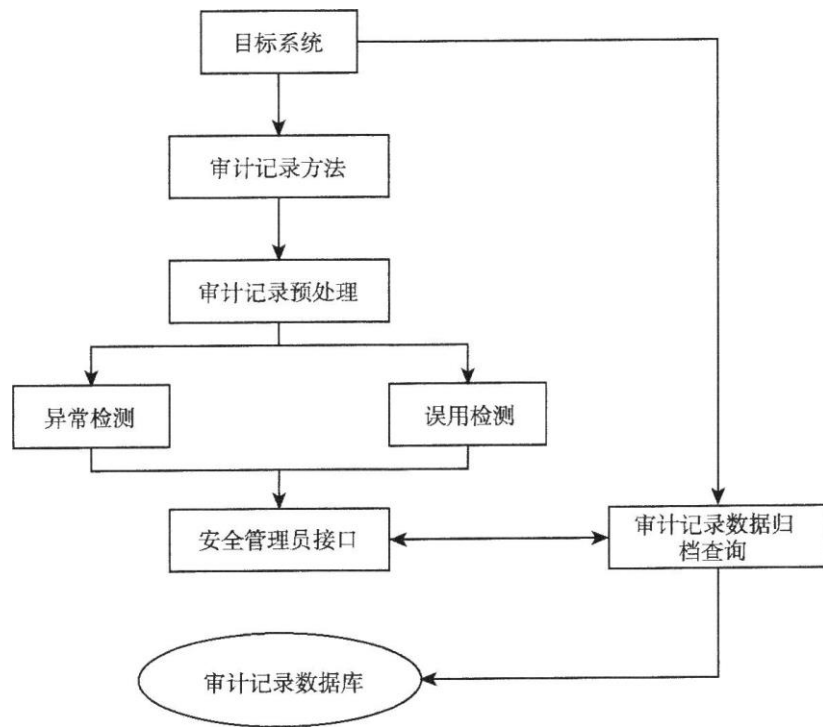 目标系统
审计记录方法
审计记录预处理
异常检测
误用检测
安全管理员接口
审计记录数据归
档查询
审计记录数据库